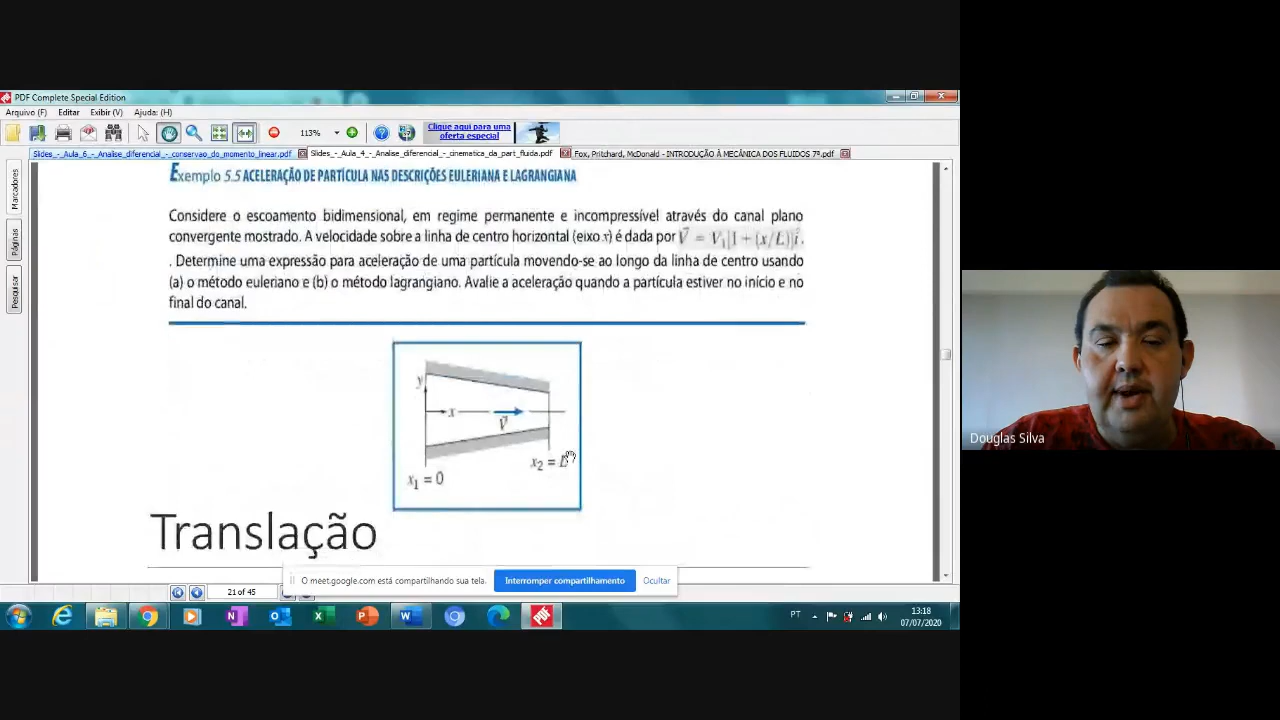 PDF Complete Special Edition
Arquivo (F) Editar Exibir (V) Ajuda: (H)
113%
Clique aqui para uma
oferta especial
Slides_-_Aula_6_-_Analise_diferencial_-_conservao_do_momento_linear.pdf Slides_-_Aula_4_-_Analise_diferencial_-_cinematica_da_part_fluida.pdf Fox, Pritchard, McDonald - INTRODUÇÃO À MECÂNICA DOS FLUIDOS 7ª.pdf
Marcadores
Páginas
Pesquisar
Exemplo 5.5 ACELERAÇÃO DE PARTÍCULA NAS DESCRIÇÕES EULERIANA E LAGRANGIANA
Considere o escoamento bidimensional, em regime permanente e incompressível através do canal plano
convergente mostrado. A velocidade sobre a linha de centro horizontal (eixo x) é dada por V⃗ = V₁[1 + (x/L)]î.
. Determine uma expressão para aceleração de uma partícula movendo-se ao longo da linha de centro usando
(a) o método euleriano e (b) o método lagrangiano. Avalie a aceleração quando a partícula estiver no início e no
final do canal.
y
x
V⃗
x₂ = L
x₁ = 0
Translação
O meet.google.com está compartilhando sua tela. Interromper compartilhamento Ocultar
21 of 45
PT 13:18
07/07/2020
Douglas Silva